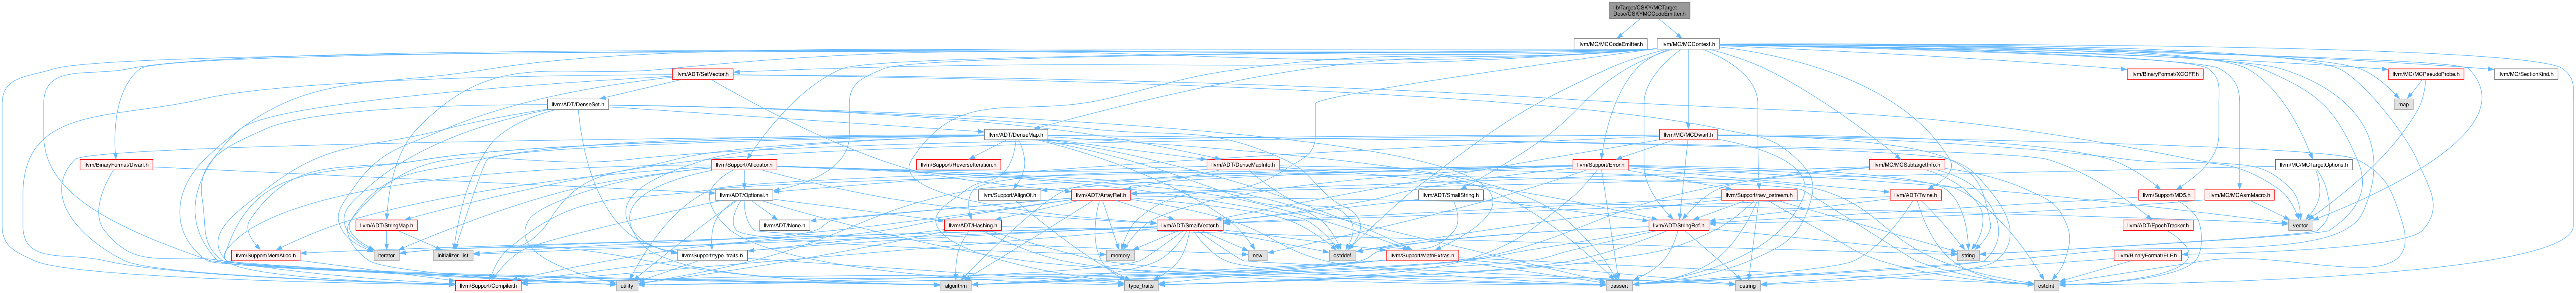 lib/Target/CSKY/MCTarget
Desc/CSKYMCCodeEmitter.h
llvm/MC/MCCodeEmitter.h
llvm/MC/MCContext.h
llvm/ADT/SetVector.h
llvm/BinaryFormat/XCOFF.h
llvm/MC/MCPseudoProbe.h
llvm/MC/SectionKind.h
llvm/ADT/DenseSet.h
map
llvm/ADT/DenseMap.h
llvm/MC/MCDwarf.h
llvm/BinaryFormat/Dwarf.h
llvm/Support/Allocator.h
llvm/Support/ReverseIteration.h
llvm/ADT/DenseMapInfo.h
llvm/Support/Error.h
llvm/MC/MCSubtargetInfo.h
llvm/MC/MCTargetOptions.h
llvm/ADT/Optional.h
llvm/Support/AlignOf.h
llvm/ADT/ArrayRef.h
llvm/ADT/SmallString.h
llvm/Support/raw_ostream.h
llvm/ADT/Twine.h
llvm/Support/MD5.h
llvm/MC/MCAsmMacro.h
llvm/ADT/StringMap.h
llvm/ADT/None.h
llvm/ADT/Hashing.h
llvm/ADT/SmallVector.h
llvm/ADT/StringRef.h
llvm/ADT/EpochTracker.h
vector
llvm/Support/MemAlloc.h
iterator
initializer_list
llvm/Support/type_traits.h
memory
new
cstddef
llvm/Support/MathExtras.h
string
llvm/BinaryFormat/ELF.h
llvm/Support/Compiler.h
utility
algorithm
type_traits
cassert
cstring
cstdint